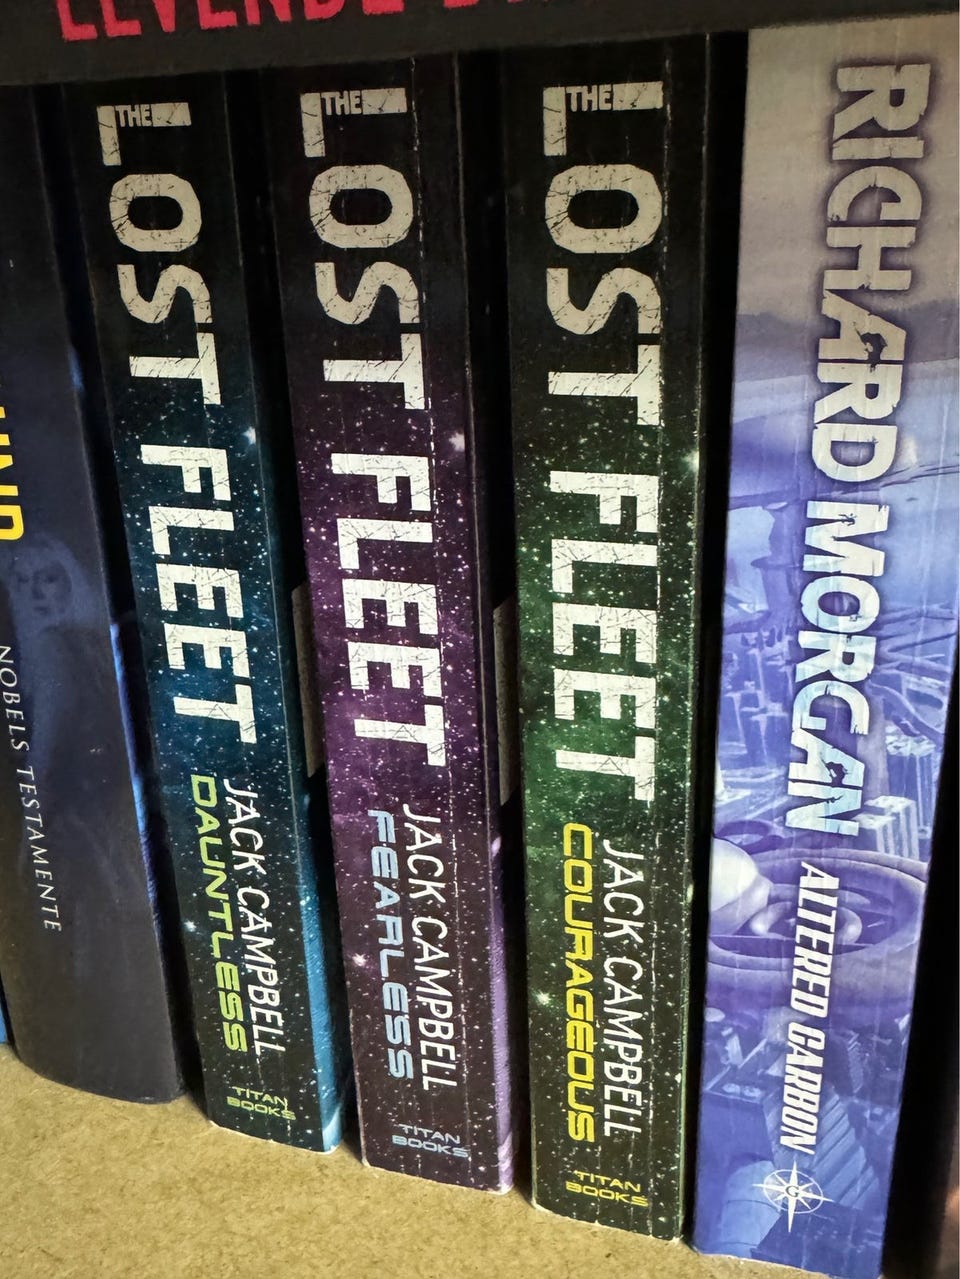 NOBELS TESTAMENTE
THE
LOST FLEET
JACK CAMPBELL
DAUNTLESS
TITAN
BOOKS
THE
LOST FLEET
JACK CAMPBELL
FEARLESS
TITAN
BOOKS
THE
LOST FLEET
JACK CAMPBELL
COURAGEOUS
TITAN
BOOKS
RICHARD MORGAN
ALTERED CARBON
G